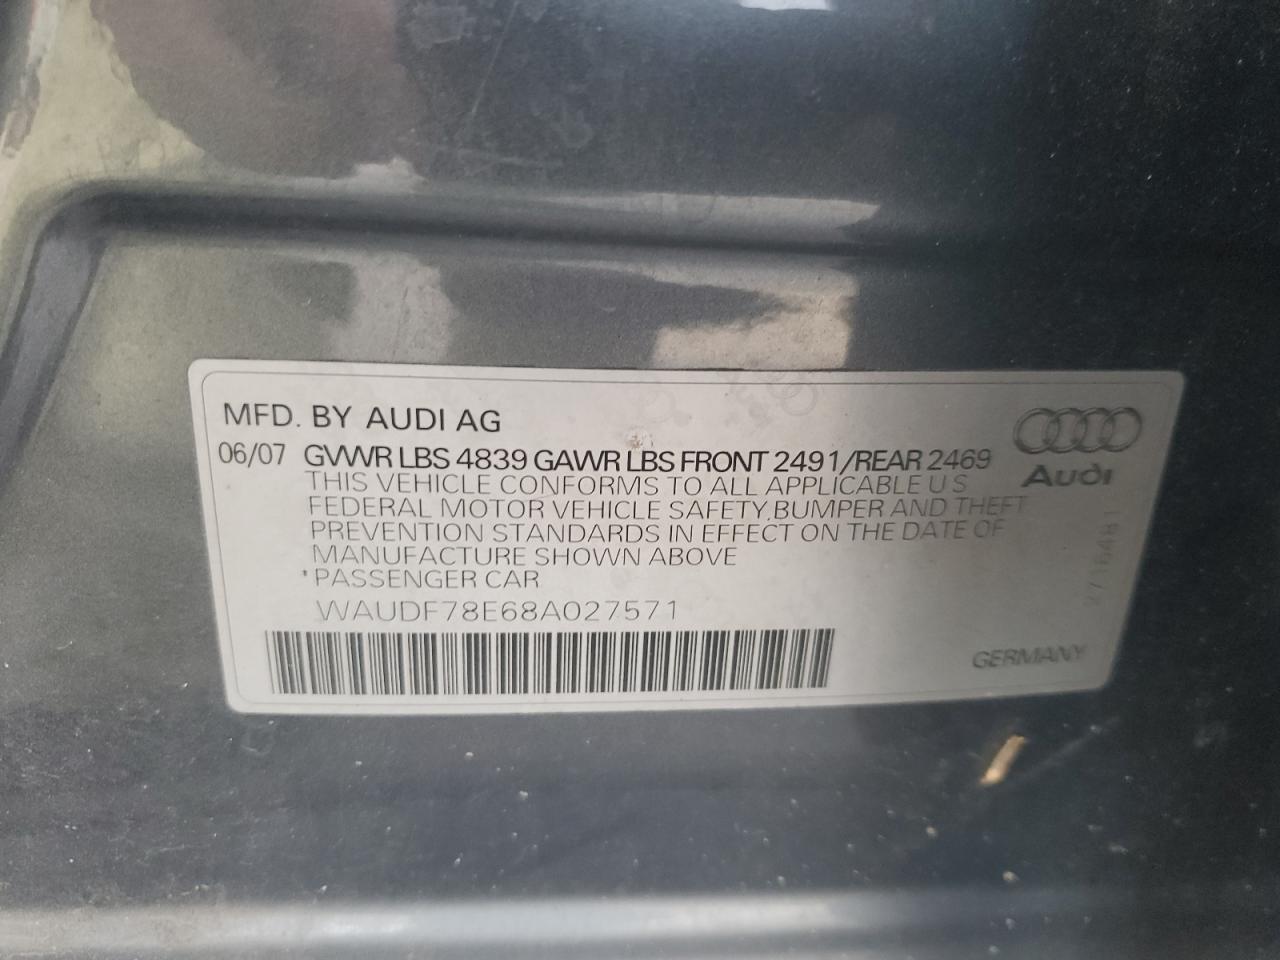 MFD. BY AUDI AG
06/07 GVWR LBS 4839 GAWR LBS FRONT 2491/REAR 2469
THIS VEHICLE CONFORMS TO ALL APPLICABLE U S
FEDERAL MOTOR VEHICLE SAFETY,BUMPER AND THEFT
PREVENTION STANDARDS IN EFFECT ON THE DATE OF
MANUFACTURE SHOWN ABOVE
*PASSENGER CAR
WAUDF78E68A027571
Audi
GERMANY